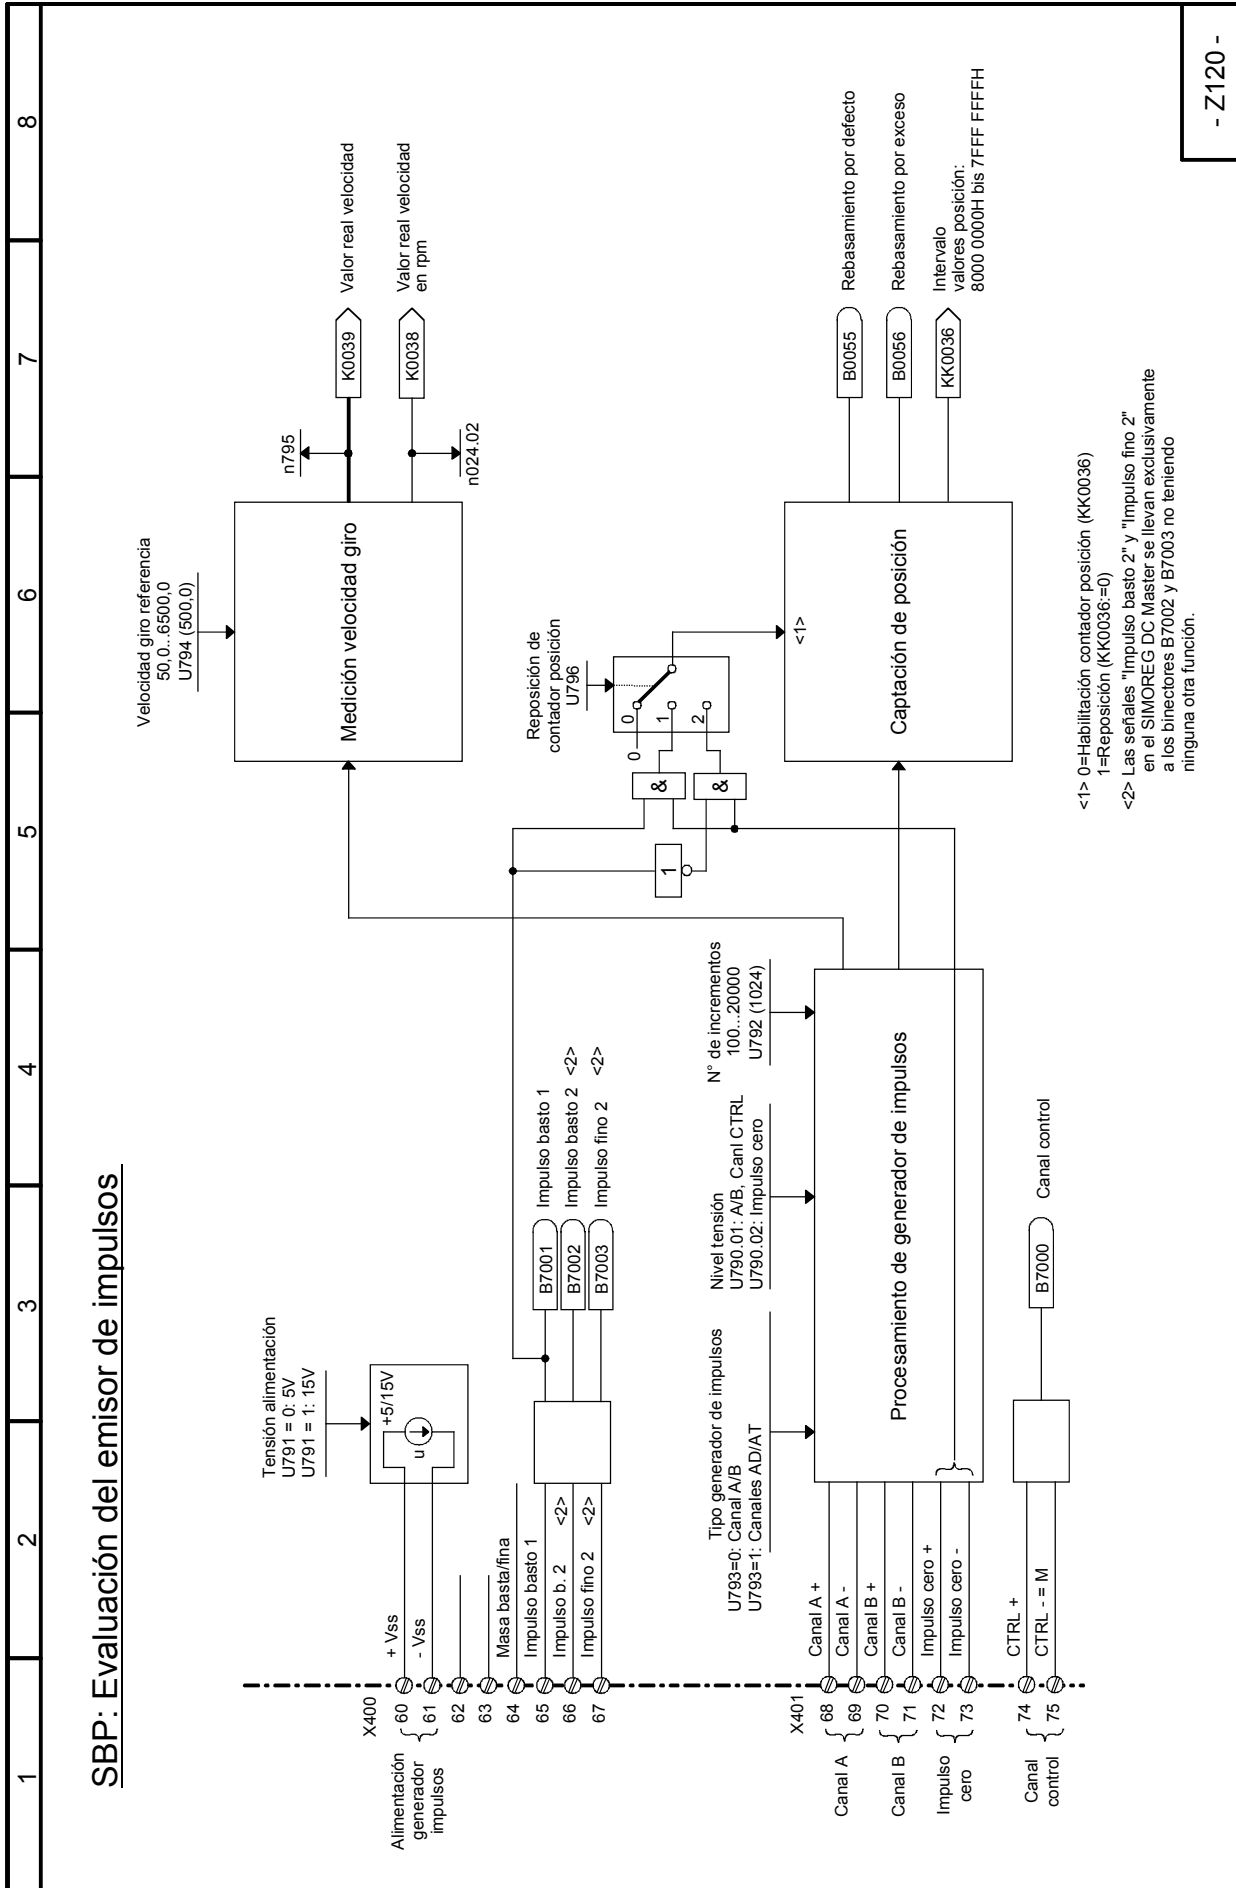 1
2
3
4
5
6
7
8
SBP: Evaluación del emisor de impulsos
Tensión alimentación
U791 = 0: 5V
U791 = 1: 15V
+5/15V
u
X400
60
61
62
63
64
65
66
67
Alimentación
generador
impulsos
+ Vss
- Vss
Masa basta/fina
Impulso basto 1
Impulso b. 2 <2>
Impulso fino 2 <2>
B7001
B7002
B7003
Impulso basto 1
Impulso basto 2 <2>
Impulso fino 2 <2>
Velocidad giro referencia
50,0...6500,0
U794 (500,0)
Medición velocidad giro
n795
n024.02
K0039
K0038
Valor real velocidad
Valor real velocidad
en rpm
Reposición de
contador posición
U796
0
0
1
2
&
&
1
Tipo generador de impulsos
U793=0: Canal A/B
U793=1: Canales AD/AT
Nivel tensión
U790.01: A/B, Canl CTRL
U790.02: Impulso cero
N° de incrementos
100...20000
U792 (1024)
Procesamiento de generador de impulsos
X401
68
69
70
71
72
73
74
75
Canal A
Canal B
Impulso
cero
Canal
control
Canal A +
Canal A -
Canal B +
Canal B -
Impulso cero +
Impulso cero -
CTRL +
CTRL - = M
B7000
Canal control
<1>
Captación de posición
B0055
B0056
KK0036
Rebasamiento por defecto
Rebasamiento por exceso
Intervalo
valores posición:
8000 0000H bis 7FFF FFFFH
<1> 0=Habilitación contador posición (KK0036)
1=Reposición (KK0036:=0)
<2> Las señales "Impulso basto 2" y "Impulso fino 2"
en el SIMOREG DC Master se llevan exclusivamente
a los binectores B7002 y B7003 no teniendo
ninguna otra función.
- Z120 -